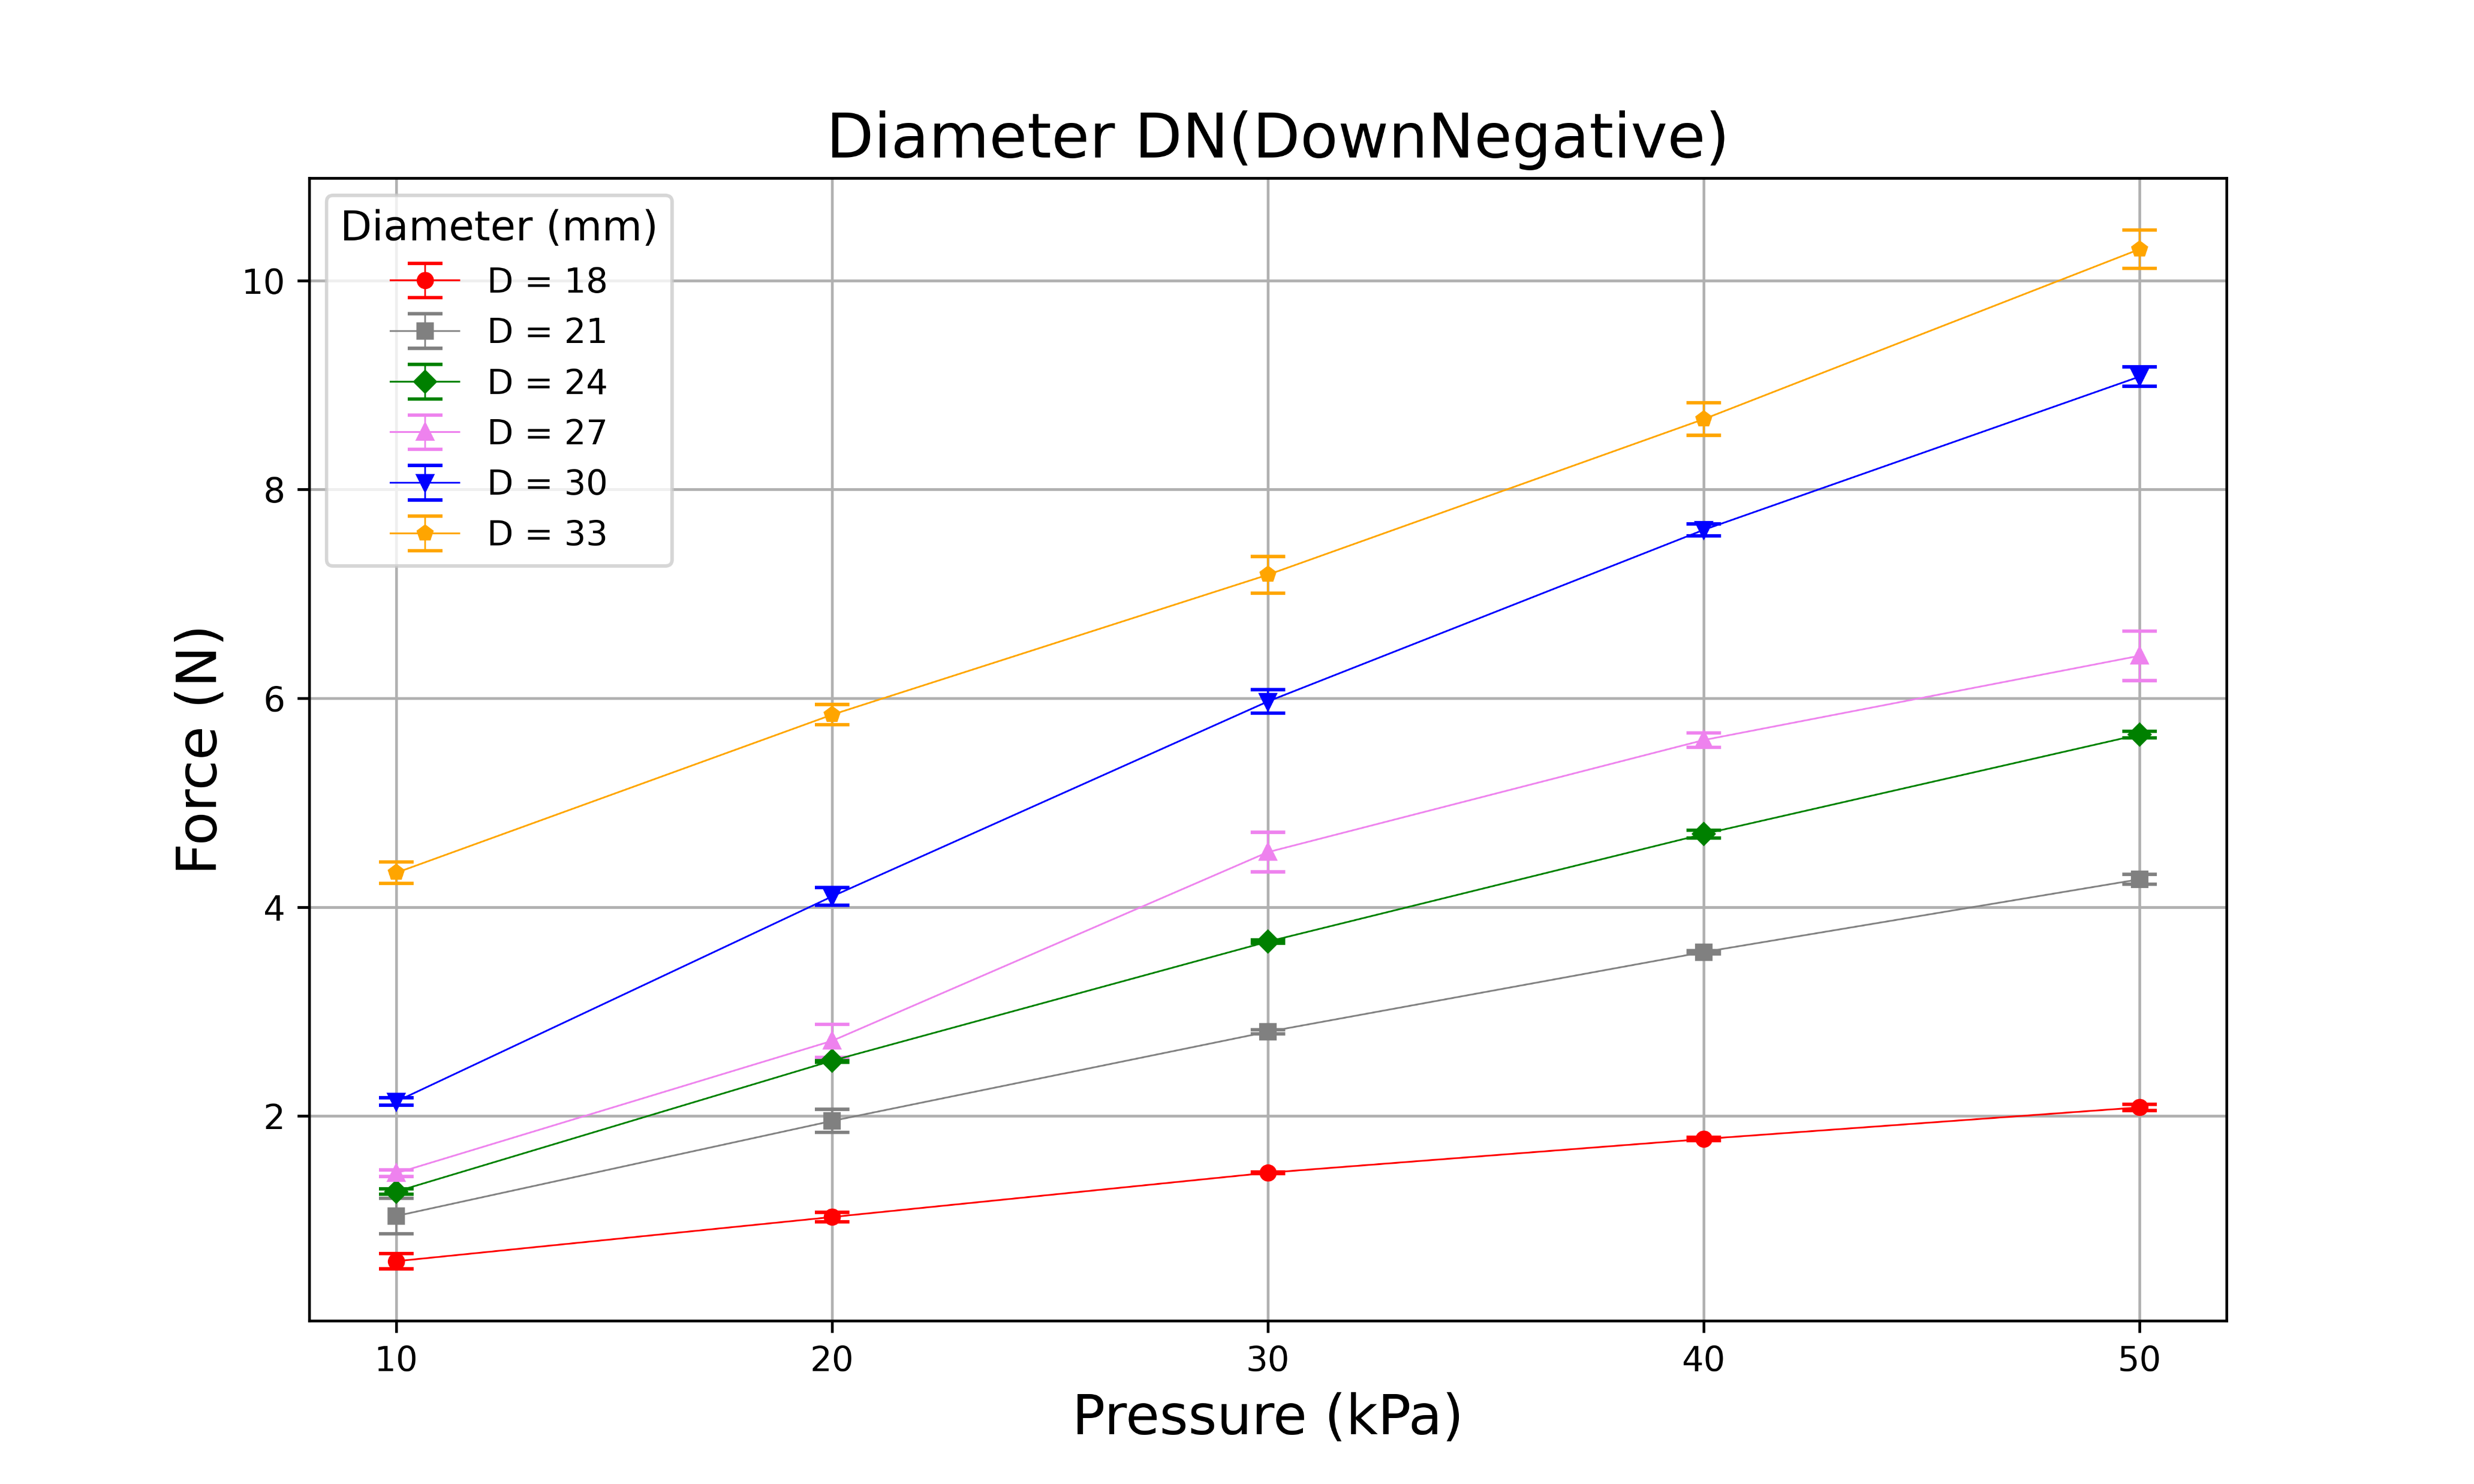 Diameter DN(DownNegative)
Diameter (mm)
D = 18
D = 21
D = 24
D = 27
D = 30
D = 33
10
8
6
4
2
Force (N)
10 20 30 40 50
Pressure (kPa)